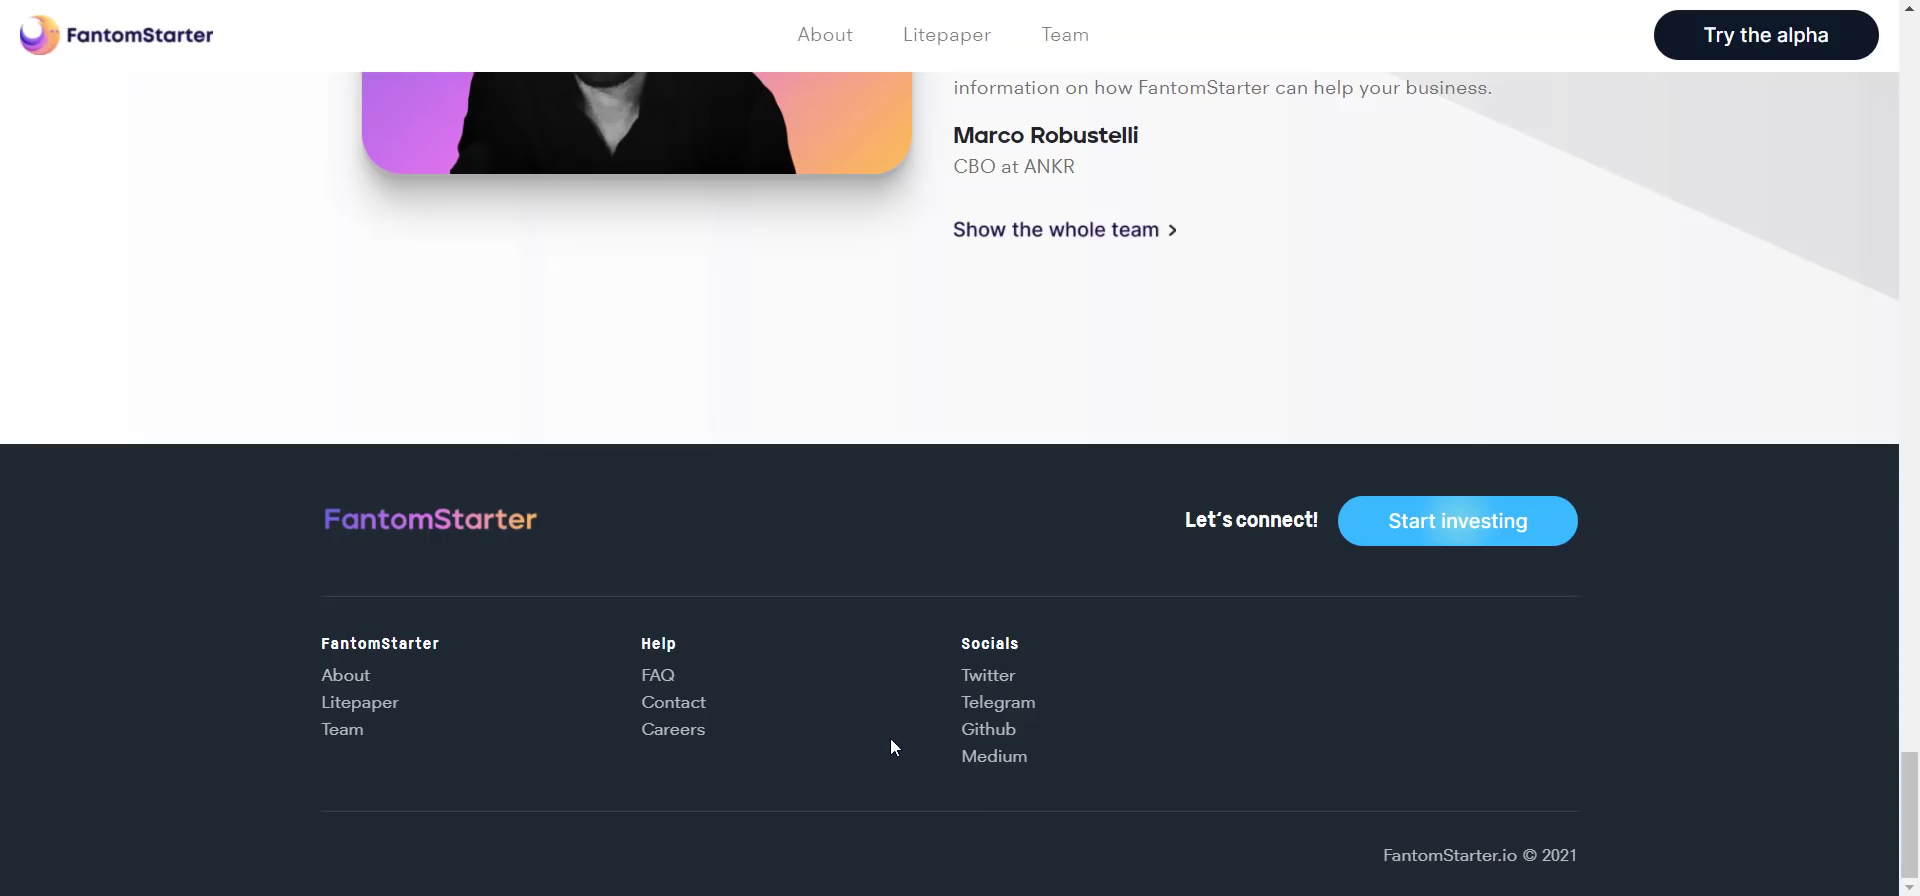 FantomStarter
About
Litepaper
Team
Try the alpha
information on how FantomStarter can help your business.
Marco Robustelli
CBO at ANKR
Show the whole team >
FantomStarter
Let's connect!
Start investing
FantomStarter
About
Litepaper
Team
Help
FAQ
Contact
Careers
Socials
Twitter
Telegram
Github
Medium
FantomStarter.io © 2021